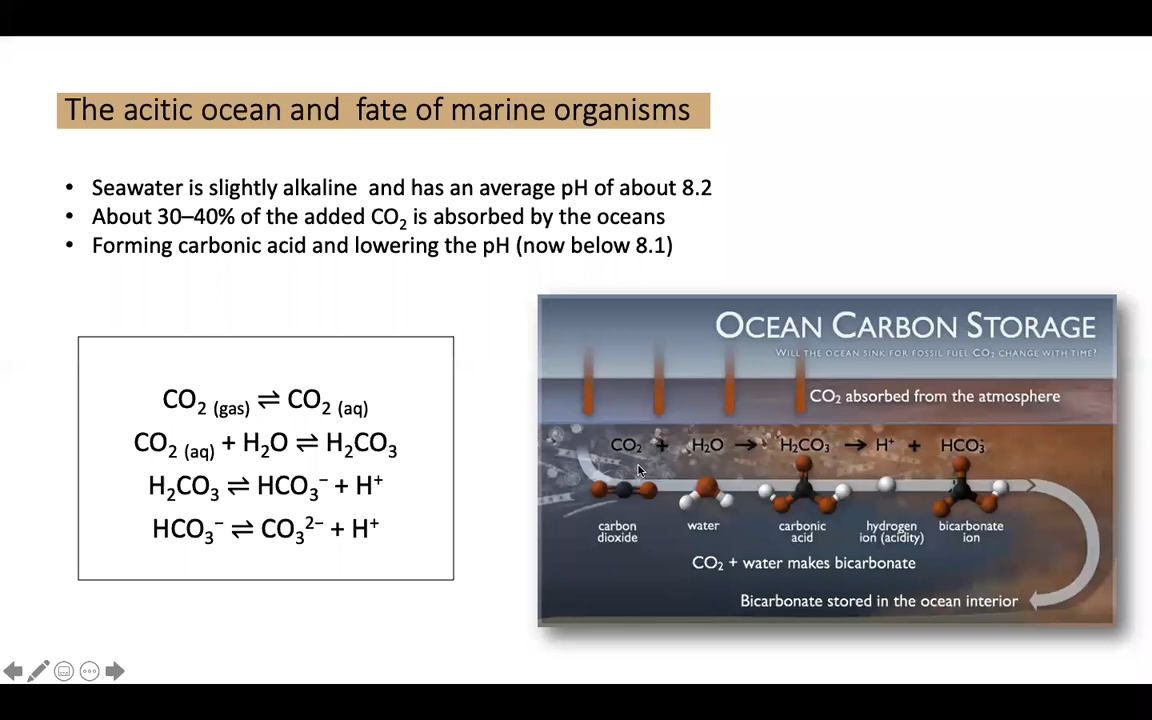 The acitic ocean and  fate of marine organisms
• Seawater is slightly alkaline  and has an average pH of about 8.2
• About 30–40% of the added CO₂ is absorbed by the oceans
• Forming carbonic acid and lowering the pH (now below 8.1)
CO₂ (gas) ⇌ CO₂ (aq)
CO₂ (aq) + H₂O ⇌ H₂CO₃
H₂CO₃ ⇌ HCO₃⁻ + H⁺
HCO₃⁻ ⇌ CO₃²⁻ + H⁺
OCEAN CARBON STORAGE
WILL THE OCEAN SINK FOR FOSSIL FUEL CO₂ CHANGE WITH TIME?
CO₂ absorbed from the atmosphere
CO₂ + H₂O → H₂CO₃ → H⁺ + HCO₃⁻
carbon dioxide
water
carbonic acid
hydrogen ion (acidity)
bicarbonate ion
CO₂ + water makes bicarbonate
Bicarbonate stored in the ocean interior